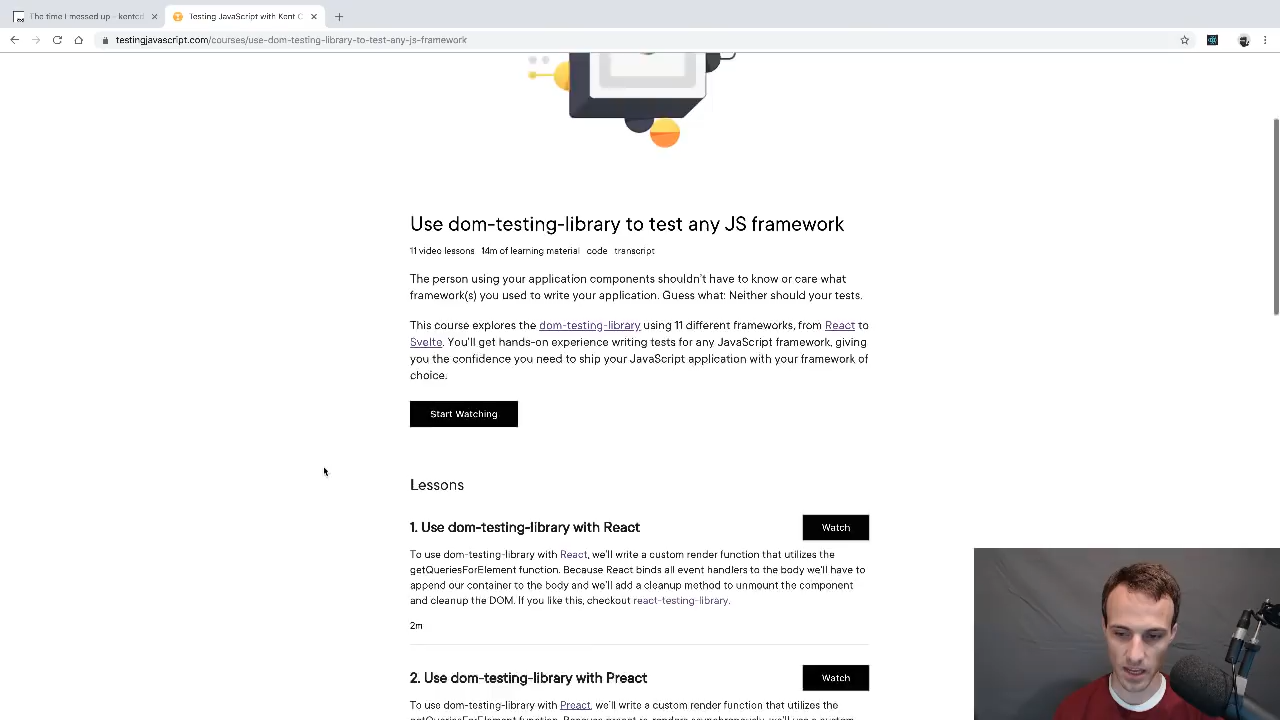 The time I messed up – kentcd
Testing JavaScript with Kent C
testingjavascript.com/courses/use-dom-testing-library-to-test-any-js-framework
Use dom-testing-library to test any JS framework
11 video lessons 14m of learning material code transcript
The person using your application components shouldn't have to know or care what
framework(s) you used to write your application. Guess what: Neither should your tests.
This course explores the dom-testing-library using 11 different frameworks, from React to
Svelte. You'll get hands-on experience writing tests for any JavaScript framework, giving
you the confidence you need to ship your JavaScript application with your framework of
choice.
Start Watching
Lessons
1. Use dom-testing-library with React
Watch
To use dom-testing-library with React, we'll write a custom render function that utilizes the
getQueriesForElement function. Because React binds all event handlers to the body we'll have to
append our container to the body and we'll add a cleanup method to unmount the component
and cleanup the DOM. If you like this, checkout react-testing-library.
2m
2. Use dom-testing-library with Preact
Watch
To use dom-testing-library with Preact, we'll write a custom render function that utilizes the